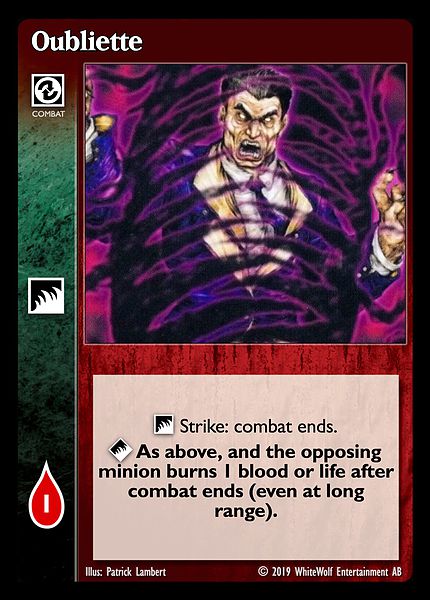 Oubliette
COMBAT
Strike: combat ends.
As above, and the opposing
minion burns 1 blood or life after
combat ends (even at long
range).
1
Illus: Patrick Lambert
© 2019 WhiteWolf Entertainment AB